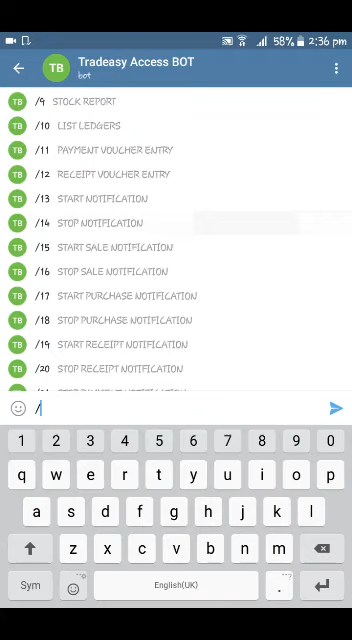 58% 2:36 pm
TB Tradeasy Access BOT
bot
TB /9 STOCK REPORT
TB /10 LIST LEDGERS
TB /11 PAYMENT VOUCHER ENTRY
TB /12 RECEIPT VOUCHER ENTRY
TB /13 START NOTIFICATION
TB /14 STOP NOTIFICATION
TB /15 START SALE NOTIFICATION
TB /16 STOP SALE NOTIFICATION
TB /17 START PURCHASE NOTIFICATION
TB /18 STOP PURCHASE NOTIFICATION
TB /19 START RECEIPT NOTIFICATION
TB /20 STOP RECEIPT NOTIFICATION
/
1 2 3 4 5 6 7 8 9 0
q w e r t y u i o p
a s d f g h j k l
z x c v b n m
Sym English(UK) .